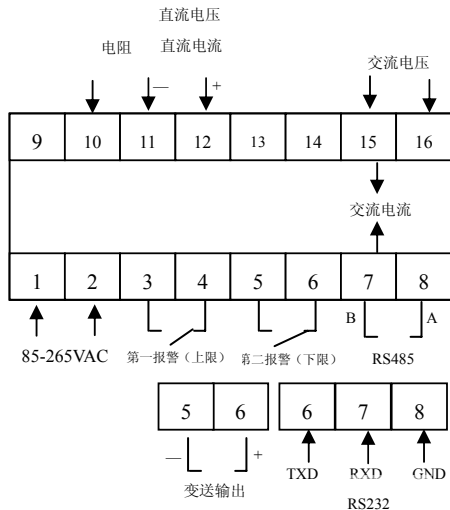 直流电压
电阻 直流电流 交流电压
— +
9 10 11 12 13 14 15 16
交流电流
1 2 3 4 5 6 7 8
B A
85-265VAC 第一报警（上限） 第二报警（下限） RS485
5 6 6 7 8
— +
TXD RXD GND
变送输出
RS232